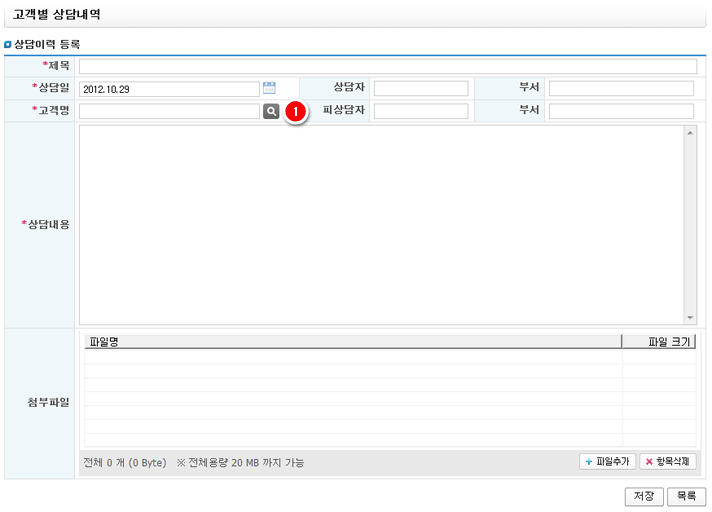 고객별 상담내역
상담이력 등록
*제목
*상담일 2012.10.29 상담자 부서
*고객명 1 피상담자 부서
*상담내용
첨부파일
파일명 파일 크기
전체 0 개 (0 Byte) ※ 전체용량 20 MB 까지 가능 + 파일추가 × 항목삭제
저장 목록